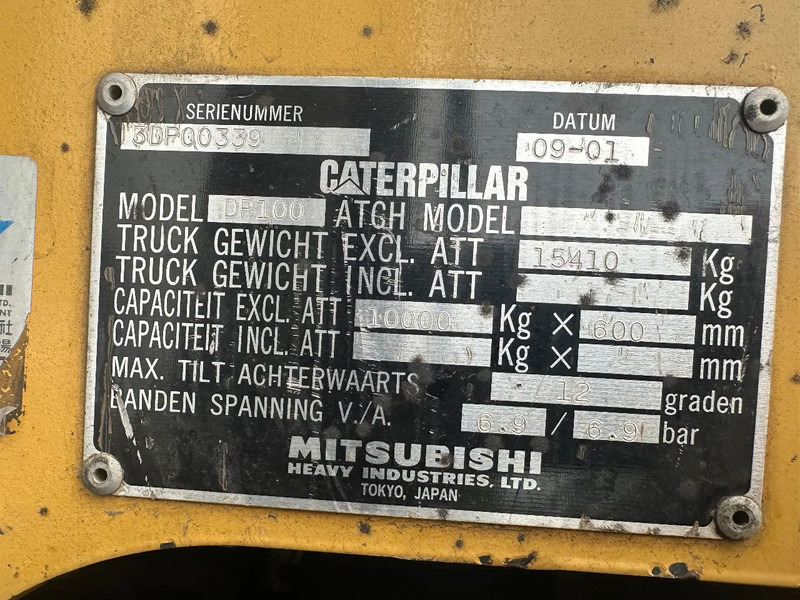 SERIENUMMER DATUM
3DP00339 09-01
CATERPILLAR
MODEL DP100 ATCH MODEL
TRUCK GEWICHT EXCL. ATT 15410 Kg
TRUCK GEWICHT INCL. ATT Kg
CAPACITEIT EXCL. ATT 10000 Kg X 600 mm
CAPACITEIT INCL. ATT Kg X mm
MAX. TILT ACHTERWAARTS / 12 graden
BANDEN SPANNING V./A. 6.9 / 6.9 bar
MITSUBISHI
HEAVY INDUSTRIES, LTD.
TOKYO, JAPAN